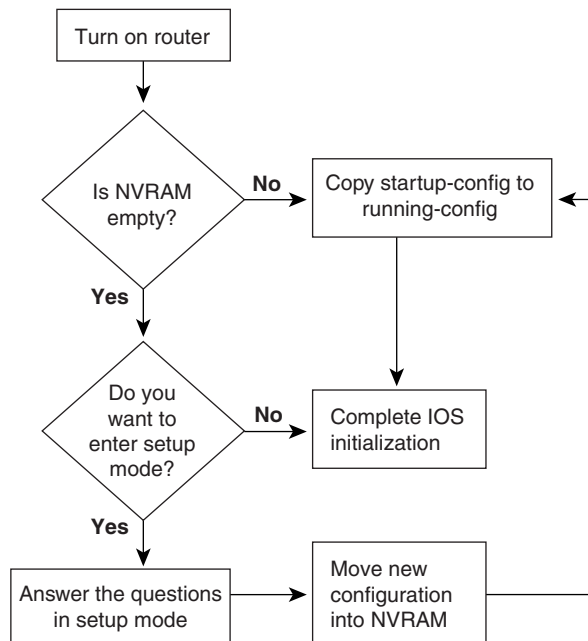 Turn on router
Is NVRAM
empty?
No
Copy startup-config to
running-config
Yes
Do you
want to
enter setup
mode?
No
Complete IOS
initialization
Yes
Answer the questions
in setup mode
Move new
configuration
into NVRAM